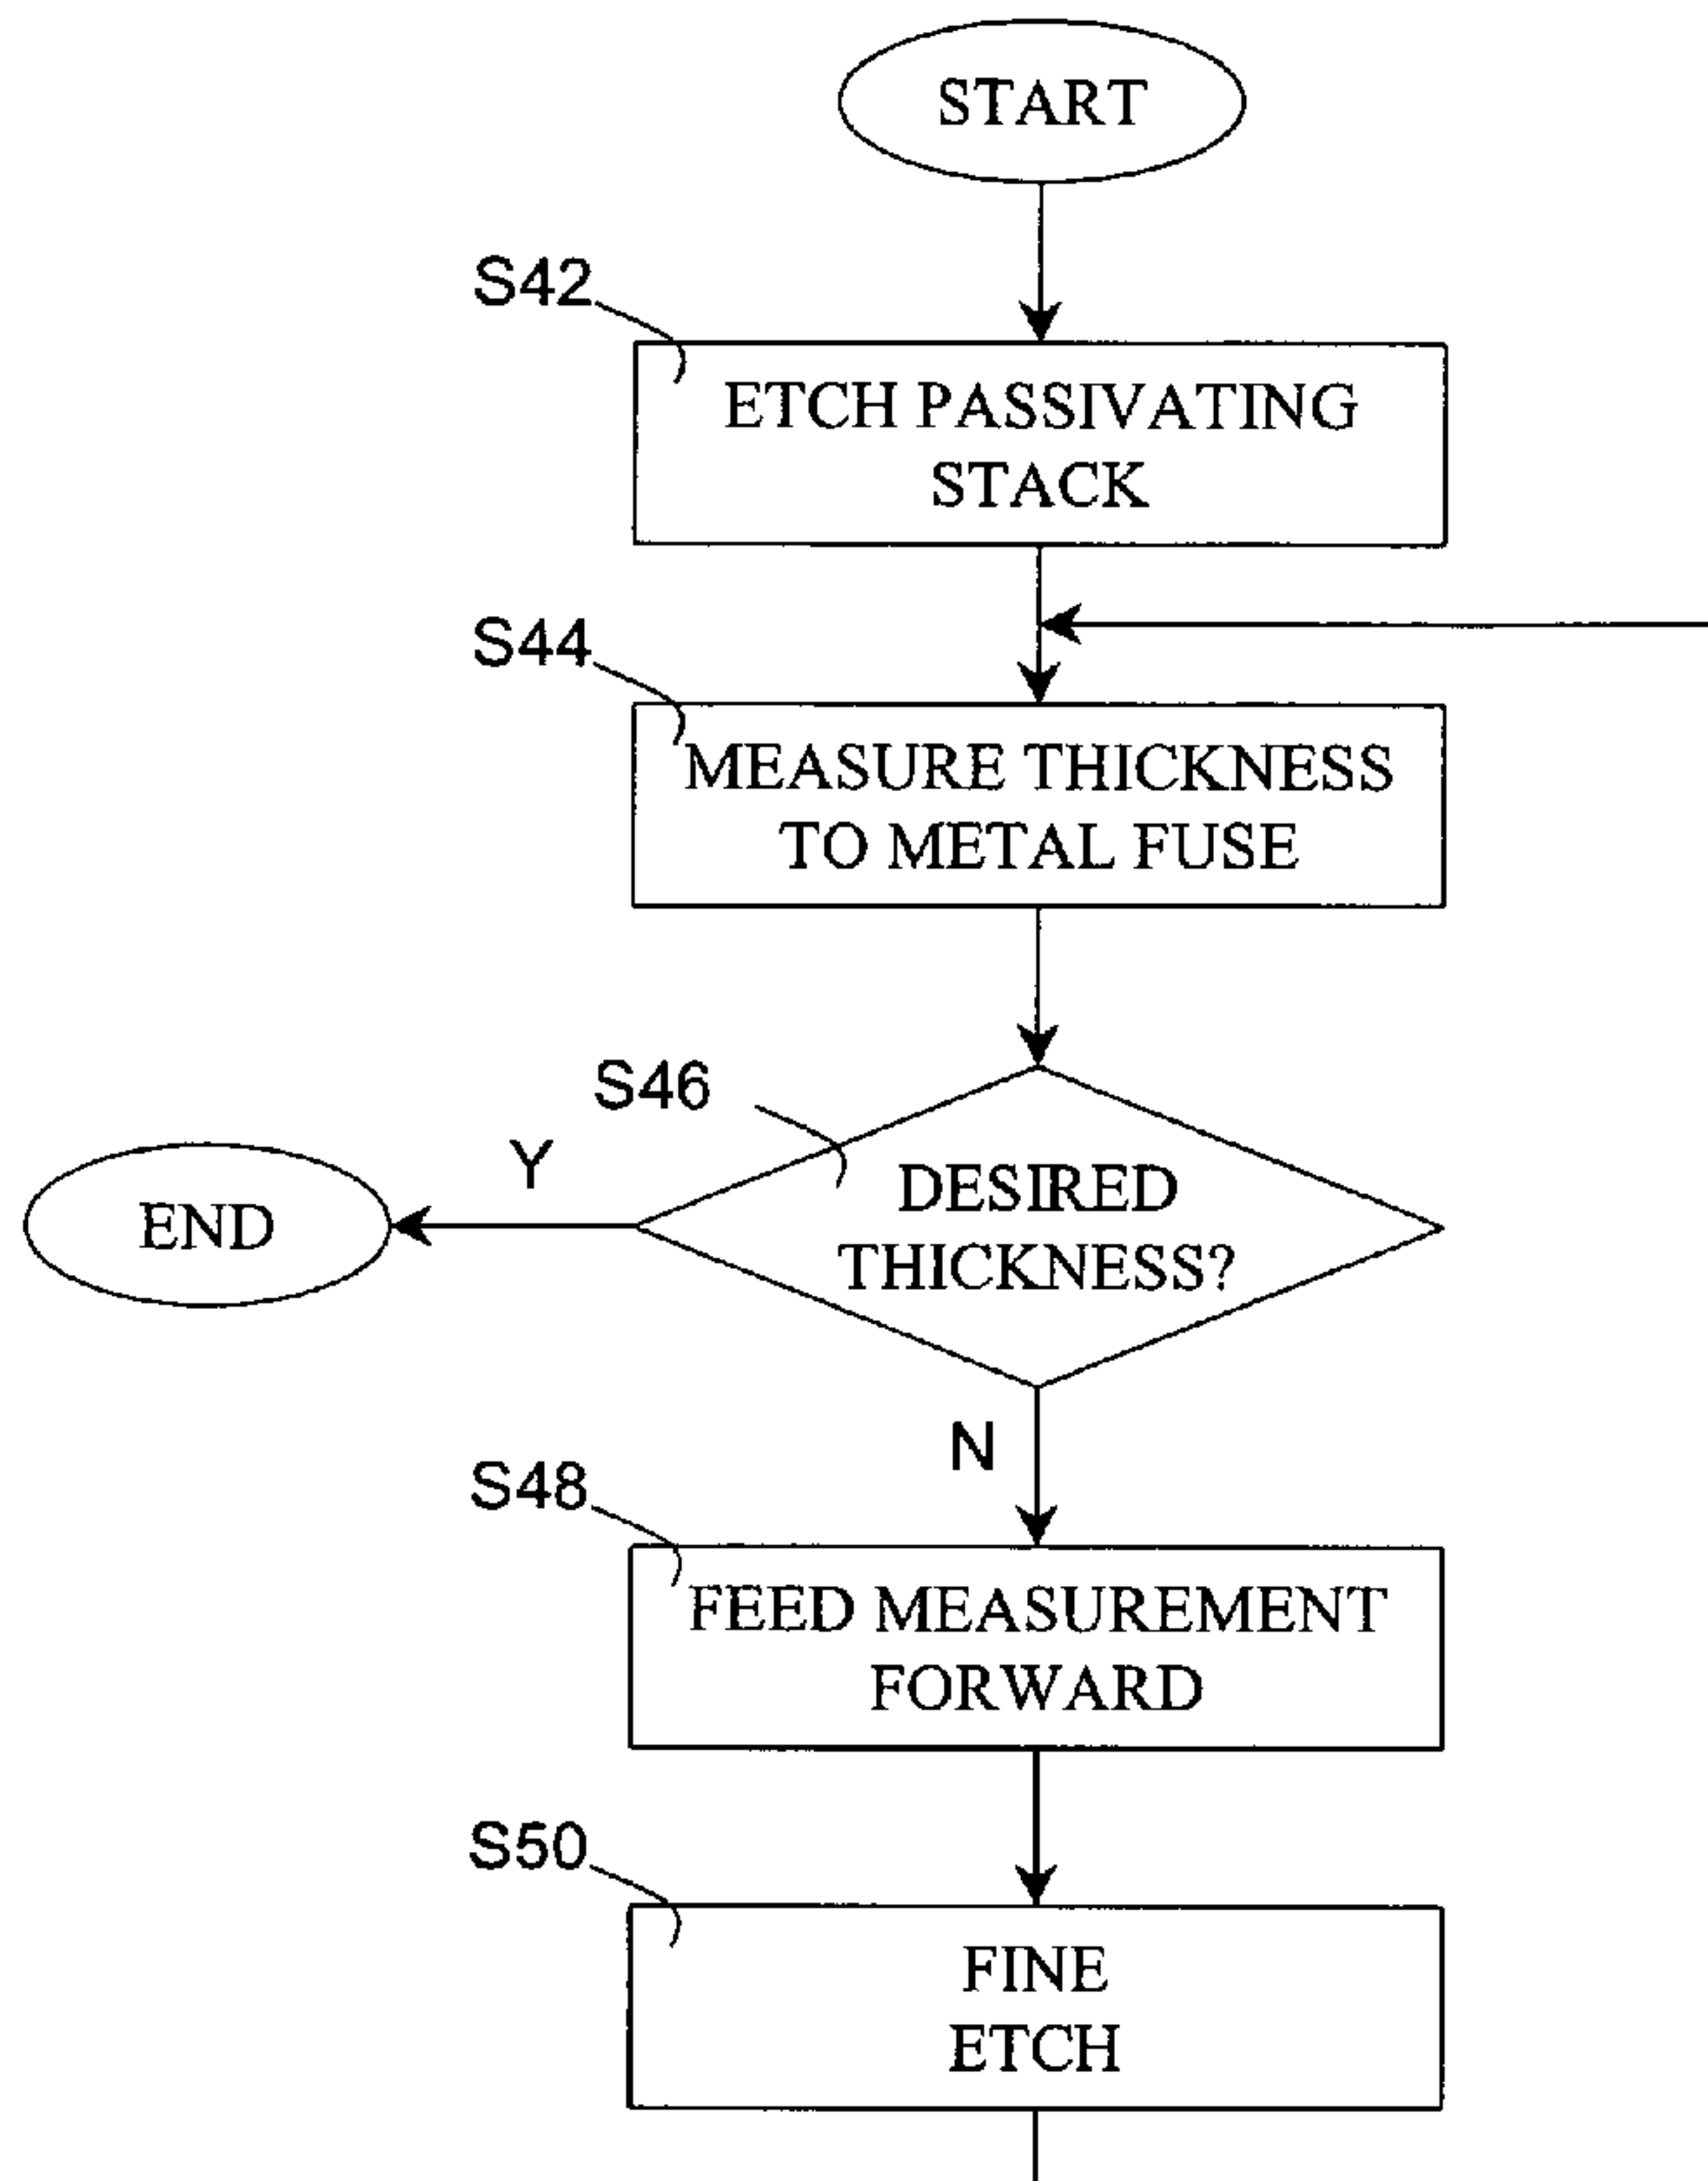 START
S42
ETCH PASSIVATING
STACK
S44
MEASURE THICKNESS
TO METAL FUSE
S46
DESIRED
THICKNESS?
Y
END
N
S48
FEED MEASUREMENT
FORWARD
S50
FINE
ETCH